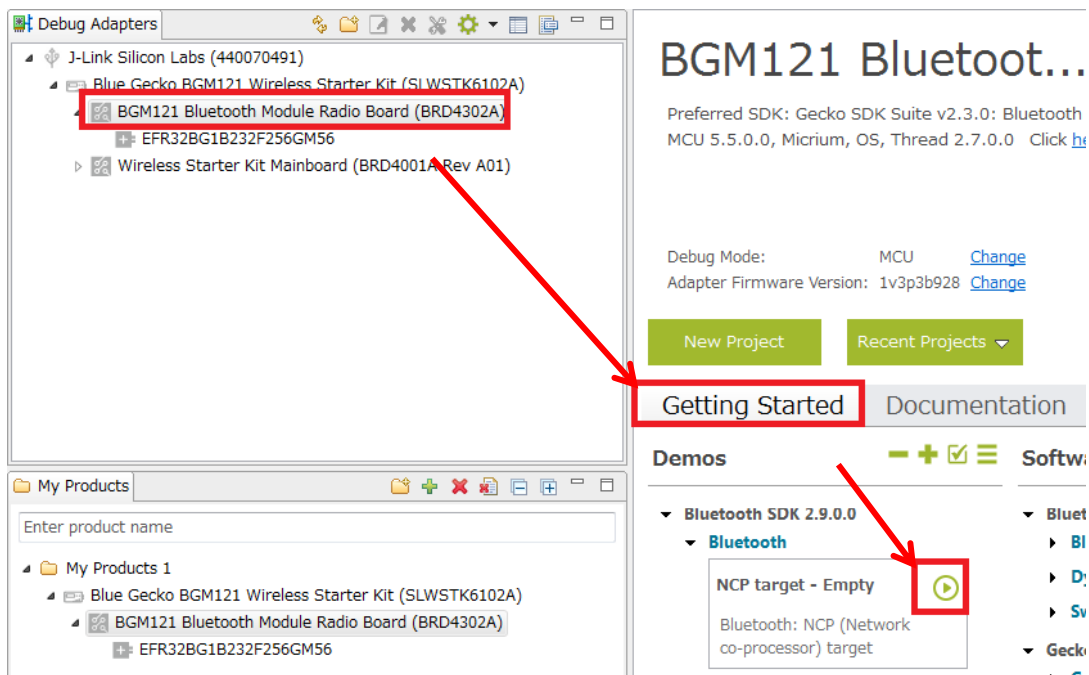 Debug Adapters
J-Link Silicon Labs (440070491)
Blue Gecko BGM121 Wireless Starter Kit (SLWSTK6102A)
BGM121 Bluetooth Module Radio Board (BRD4302A)
EFR32BG1B232F256GM56
Wireless Starter Kit Mainboard (BRD4001A Rev A01)
My Products
Enter product name
My Products 1
Blue Gecko BGM121 Wireless Starter Kit (SLWSTK6102A)
BGM121 Bluetooth Module Radio Board (BRD4302A)
EFR32BG1B232F256GM56
BGM121 Bluetoot...
Preferred SDK: Gecko SDK Suite v2.3.0: Bluetooth
MCU 5.5.0.0, Micrium, OS, Thread 2.7.0.0 Click he
Debug Mode: MCU Change
Adapter Firmware Version: 1v3p3b928 Change
New Project Recent Projects
Getting Started Documentation
Demos
Bluetooth SDK 2.9.0.0
Bluetooth
NCP target - Empty
Bluetooth: NCP (Network
co-processor) target
Softwa
Bluet
Bl
Dy
Sw
Gecko